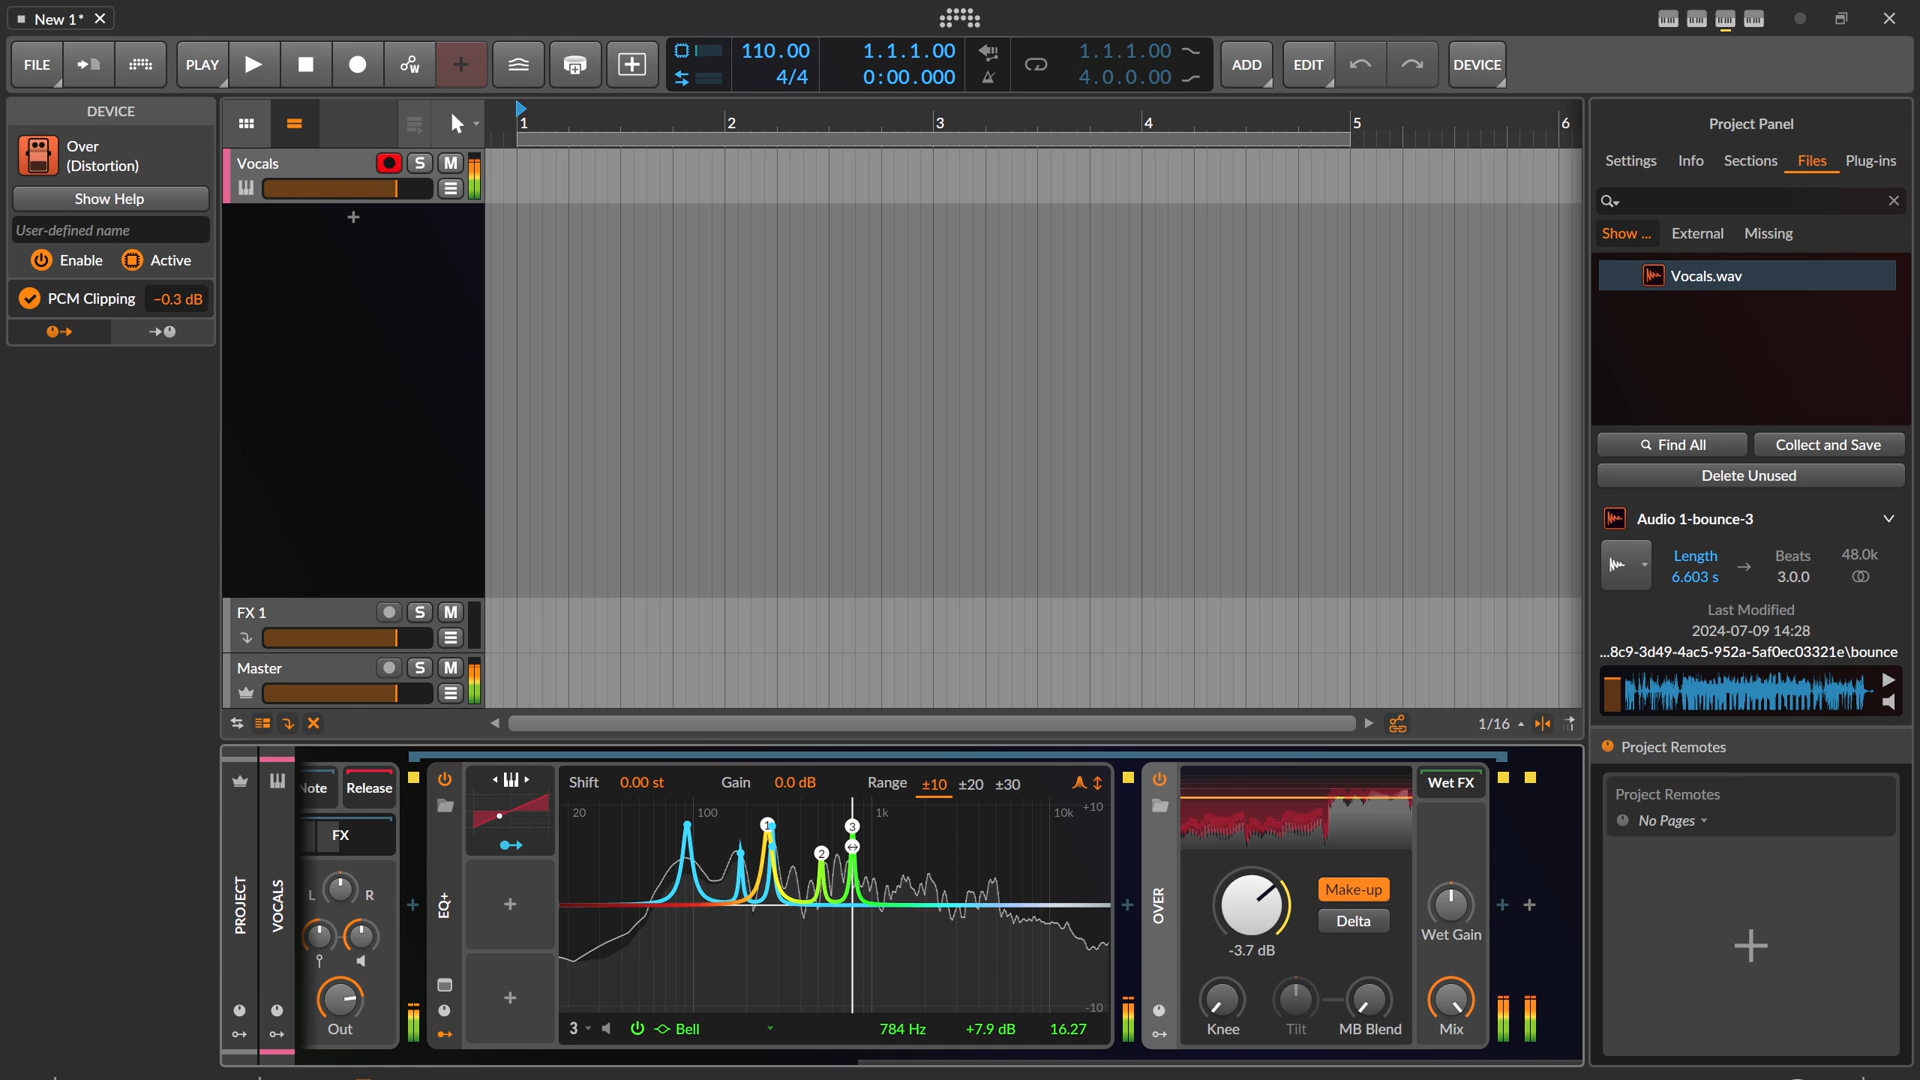 New 1*
FILE
PLAY
110.00
4/4
1.1.1.00
0:00.000
1.1.1.00
4.0.0.00
ADD
EDIT
DEVICE
DEVICE
Over
(Distortion)
Show Help
User-defined name
Enable
Active
PCM Clipping
-0.3 dB
1
2
3
4
5
6
Vocals
S
M
FX 1
S
M
Master
S
M
1/16
Project Panel
Settings
Info
Sections
Files
Plug-ins
Show ...
External
Missing
Vocals.wav
Find All
Collect and Save
Delete Unused
Audio 1-bounce-3
Length
6.603 s
Beats
3.0.0
48.0k
Last Modified
2024-07-09 14:28
...8c9-3d49-4ac5-952a-5af0ec03321e\bounce
Project Remotes
Project Remotes
No Pages
PROJECT
VOCALS
Note
Release
FX
L
R
Out
EQ+
Shift
0.00 st
Gain
0.0 dB
Range
±10
±20
±30
20
100
1k
10k
+10
-10
1
2
3
3
Bell
784 Hz
+7.9 dB
16.27
OVER
-3.7 dB
Make-up
Delta
Knee
Tilt
MB Blend
Wet FX
Wet Gain
Mix